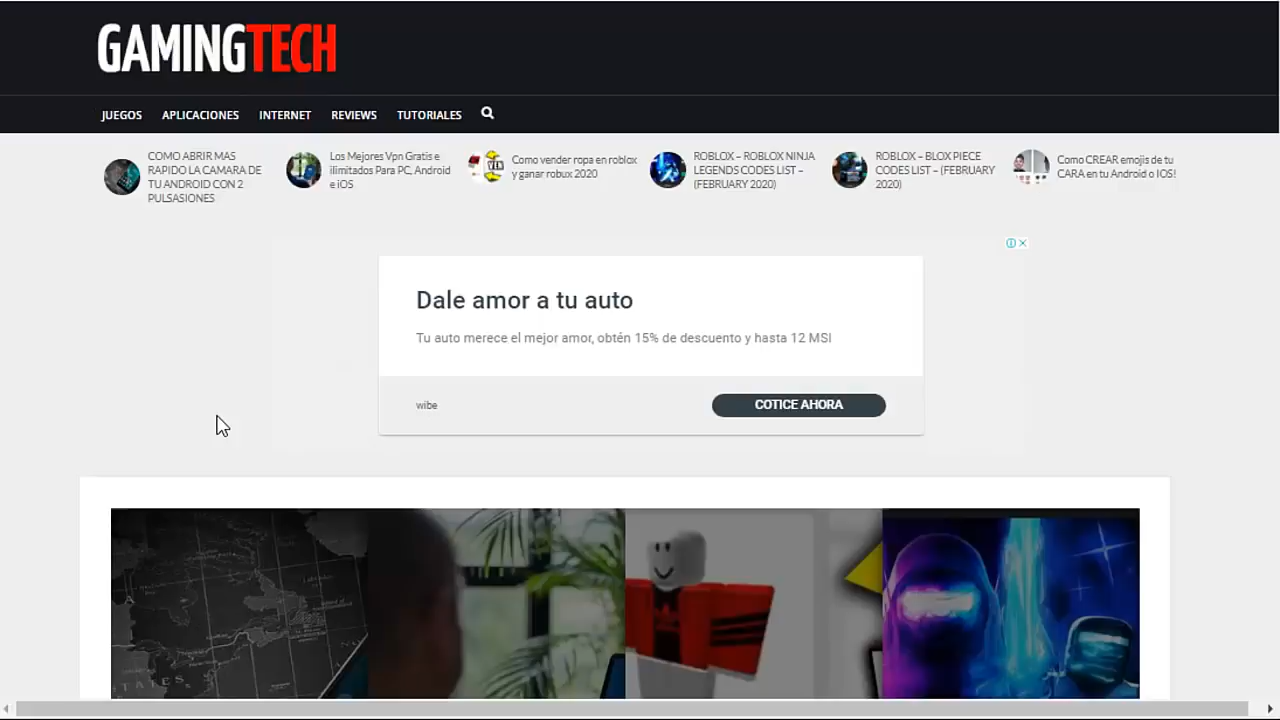 GAMINGTECH
JUEGOS APLICACIONES INTERNET REVIEWS TUTORIALES
COMO ABRIR MAS
RAPIDO LA CAMARA DE
TU ANDROID CON 2
PULSASIONES
Los Mejores Vpn Gratis e
ilimitados Para PC, Android
e iOS
Como vender ropa en roblox
y ganar robux 2020
ROBLOX – ROBLOX NINJA
LEGENDS CODES LIST –
(FEBRUARY 2020)
ROBLOX – BLOX PIECE
CODES LIST – (FEBRUARY
2020)
Como CREAR emojis de tu
CARA en tu Android o IOS!
Dale amor a tu auto
Tu auto merece el mejor amor, obtén 15% de descuento y hasta 12 MSI
wibe
COTICE AHORA